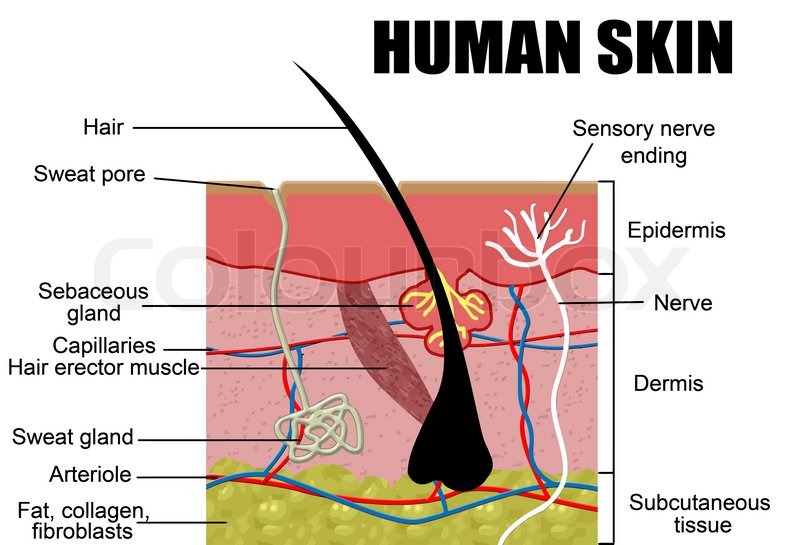 HUMAN SKIN
Hair
Sweat pore
Sebaceous
gland
Capillaries
Hair erector muscle
Sweat gland
Arteriole
Fat, collagen,
fibroblasts
Sensory nerve
ending
Epidermis
Nerve
Dermis
Subcutaneous
tissue
colourbox